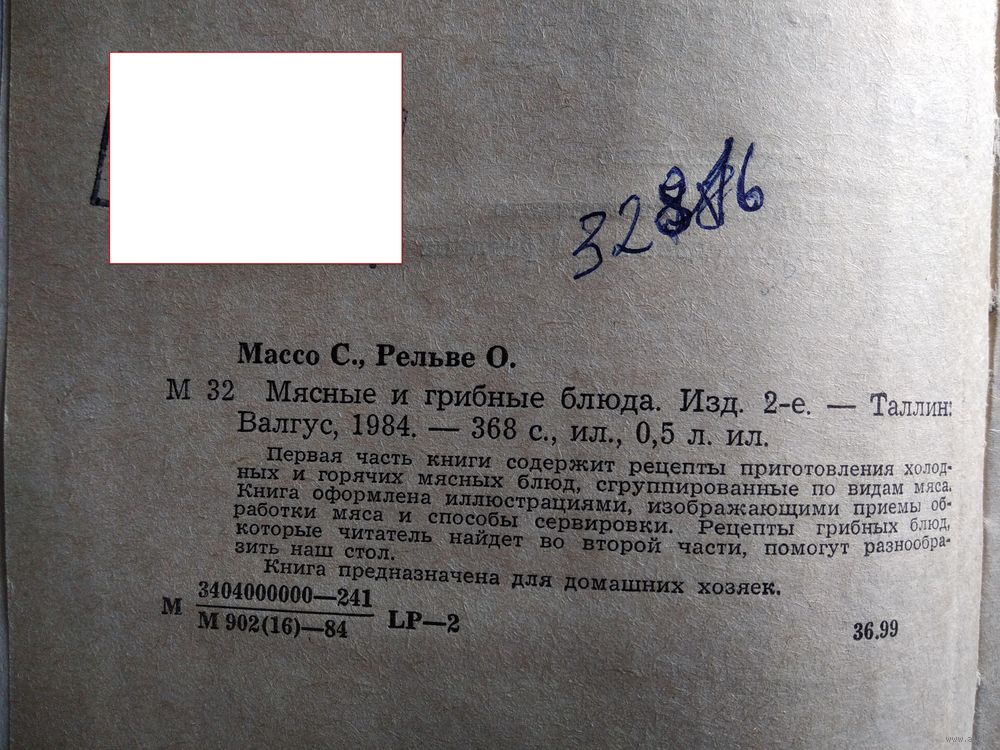 Массо С., Рельве О.
М 32 Мясные и грибные блюда. Изд. 2-е. — Таллин:
Валгус, 1984. — 368 с., ил., 0,5 л. ил.
Первая часть книги содержит рецепты приготовления холод-
ных и горячих мясных блюд, сгруппированные по видам мяса.
Книга оформлена иллюстрациями, изображающими приемы об-
работки мяса и способы сервировки. Рецепты грибных блюд,
которые читатель найдет во второй части, помогут разнообра-
зить наш стол.
Книга предназначена для домашних хозяек.
М 3404000000—241
М 902(16)—84 LP—2
36.99